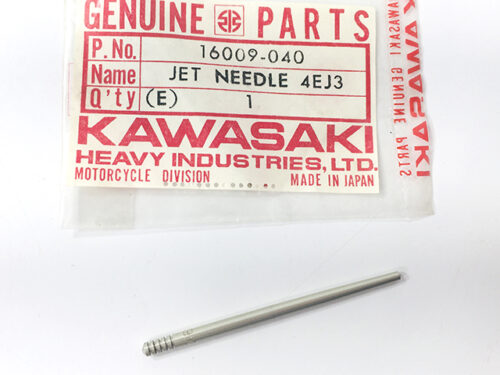 GENUINE PARTS
P.No. 16009-040
Name JET NEEDLE 4EJ3
Q'ty (E) 1
KAWASAKI
HEAVY INDUSTRIES, LTD.
MOTORCYCLE DIVISION MADE IN JAPAN
KAWASAKI
KAWASAKI GENUINE PARTS